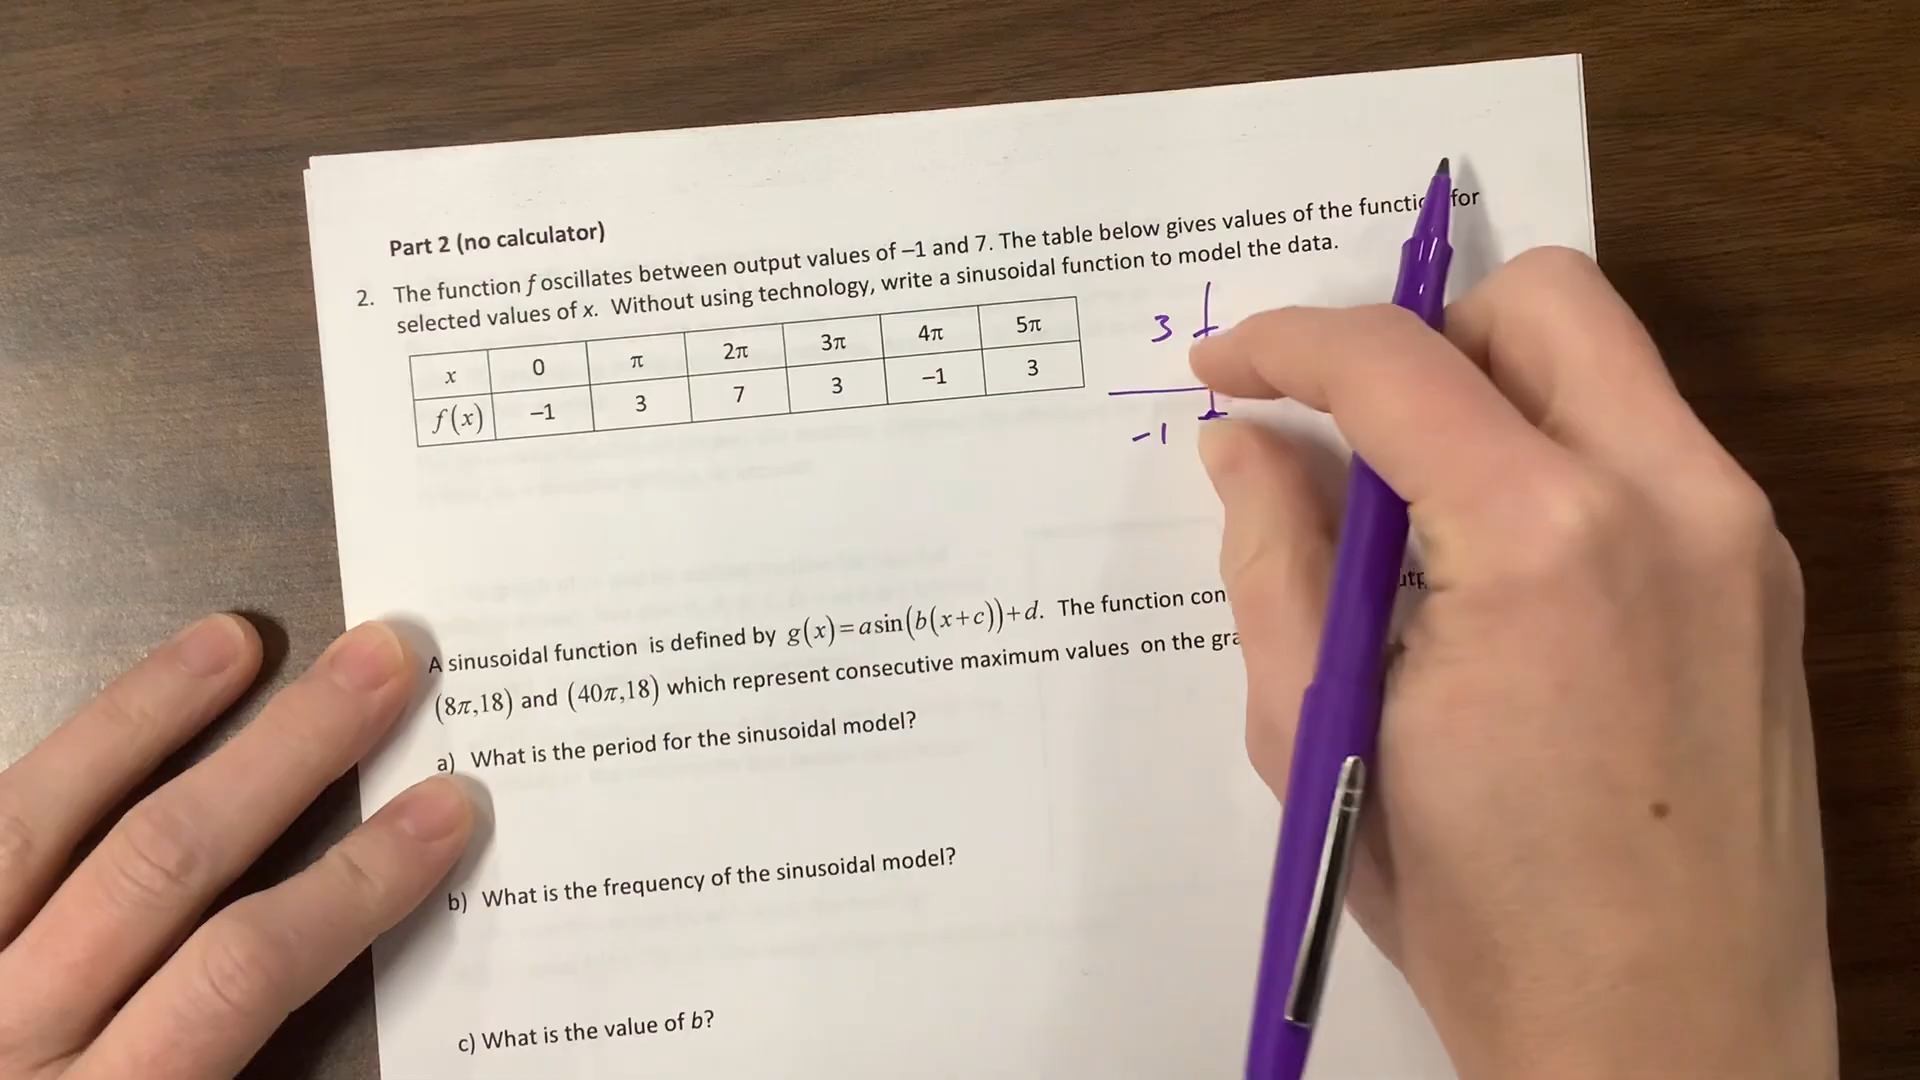 Part 2 (no calculator)
2. The function f oscillates between output values of –1 and 7. The table below gives values of the function for
selected values of x. Without using technology, write a sinusoidal function to model the data.
x 0 π 2π 3π 4π 5π
f(x) –1 3 7 3 –1 3
3
-1
A sinusoidal function is defined by g(x)=asin(b(x+c))+d. The function
(8π,18) and (40π,18) which represent consecutive maximum values on the
a) What is the period for the sinusoidal model?
b) What is the frequency of the sinusoidal model?
c) What is the value of b?